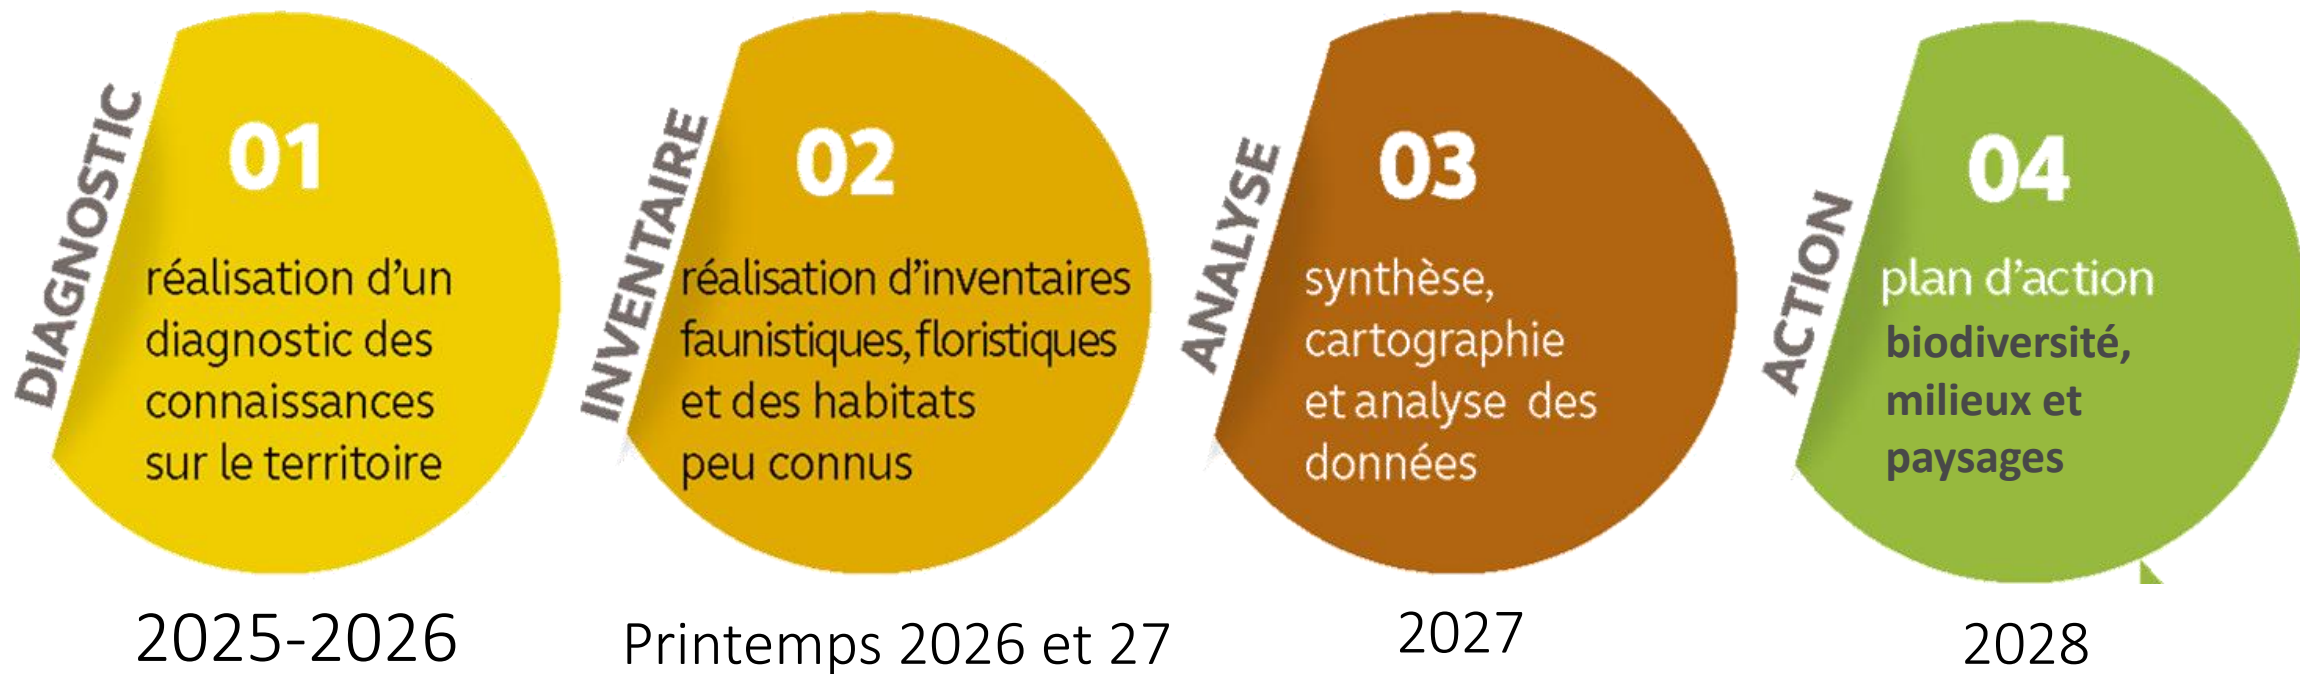 DIAGNOSTIC
01
réalisation d’un
diagnostic des
connaissances
sur le territoire
2025-2026
INVENTAIRE
02
réalisation d’inventaires
faunistiques, floristiques
et des habitats
peu connus
Printemps 2026 et 27
ANALYSE
03
synthèse,
cartographie
et analyse des
données
2027
ACTION
04
plan d’action
biodiversité,
milieux et
paysages
2028